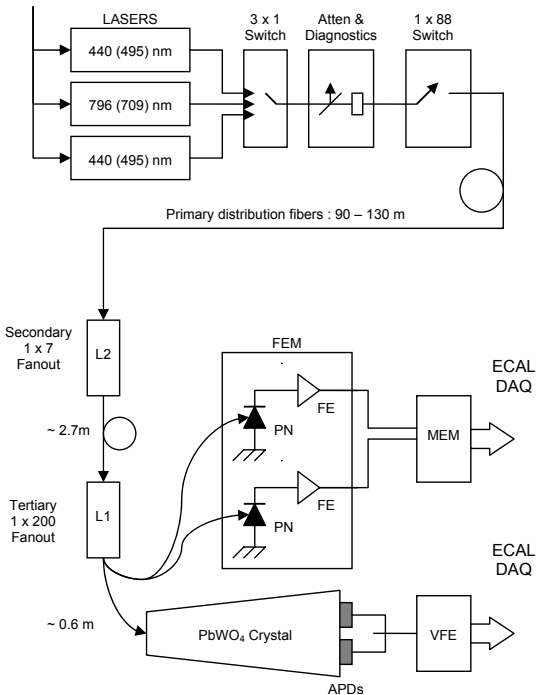 LASERS
3 x 1
Switch
Atten &
Diagnostics
1 x 88
Switch
440 (495) nm
796 (709) nm
440 (495) nm
Primary distribution fibers : 90 – 130 m
Secondary
1 x 7
Fanout
L2
~ 2.7m
Tertiary
1 x 200
Fanout
L1
FEM
FE
PN
FE
PN
MEM
ECAL
DAQ
ECAL
DAQ
~ 0.6 m
PbWO₄ Crystal
APDs
VFE